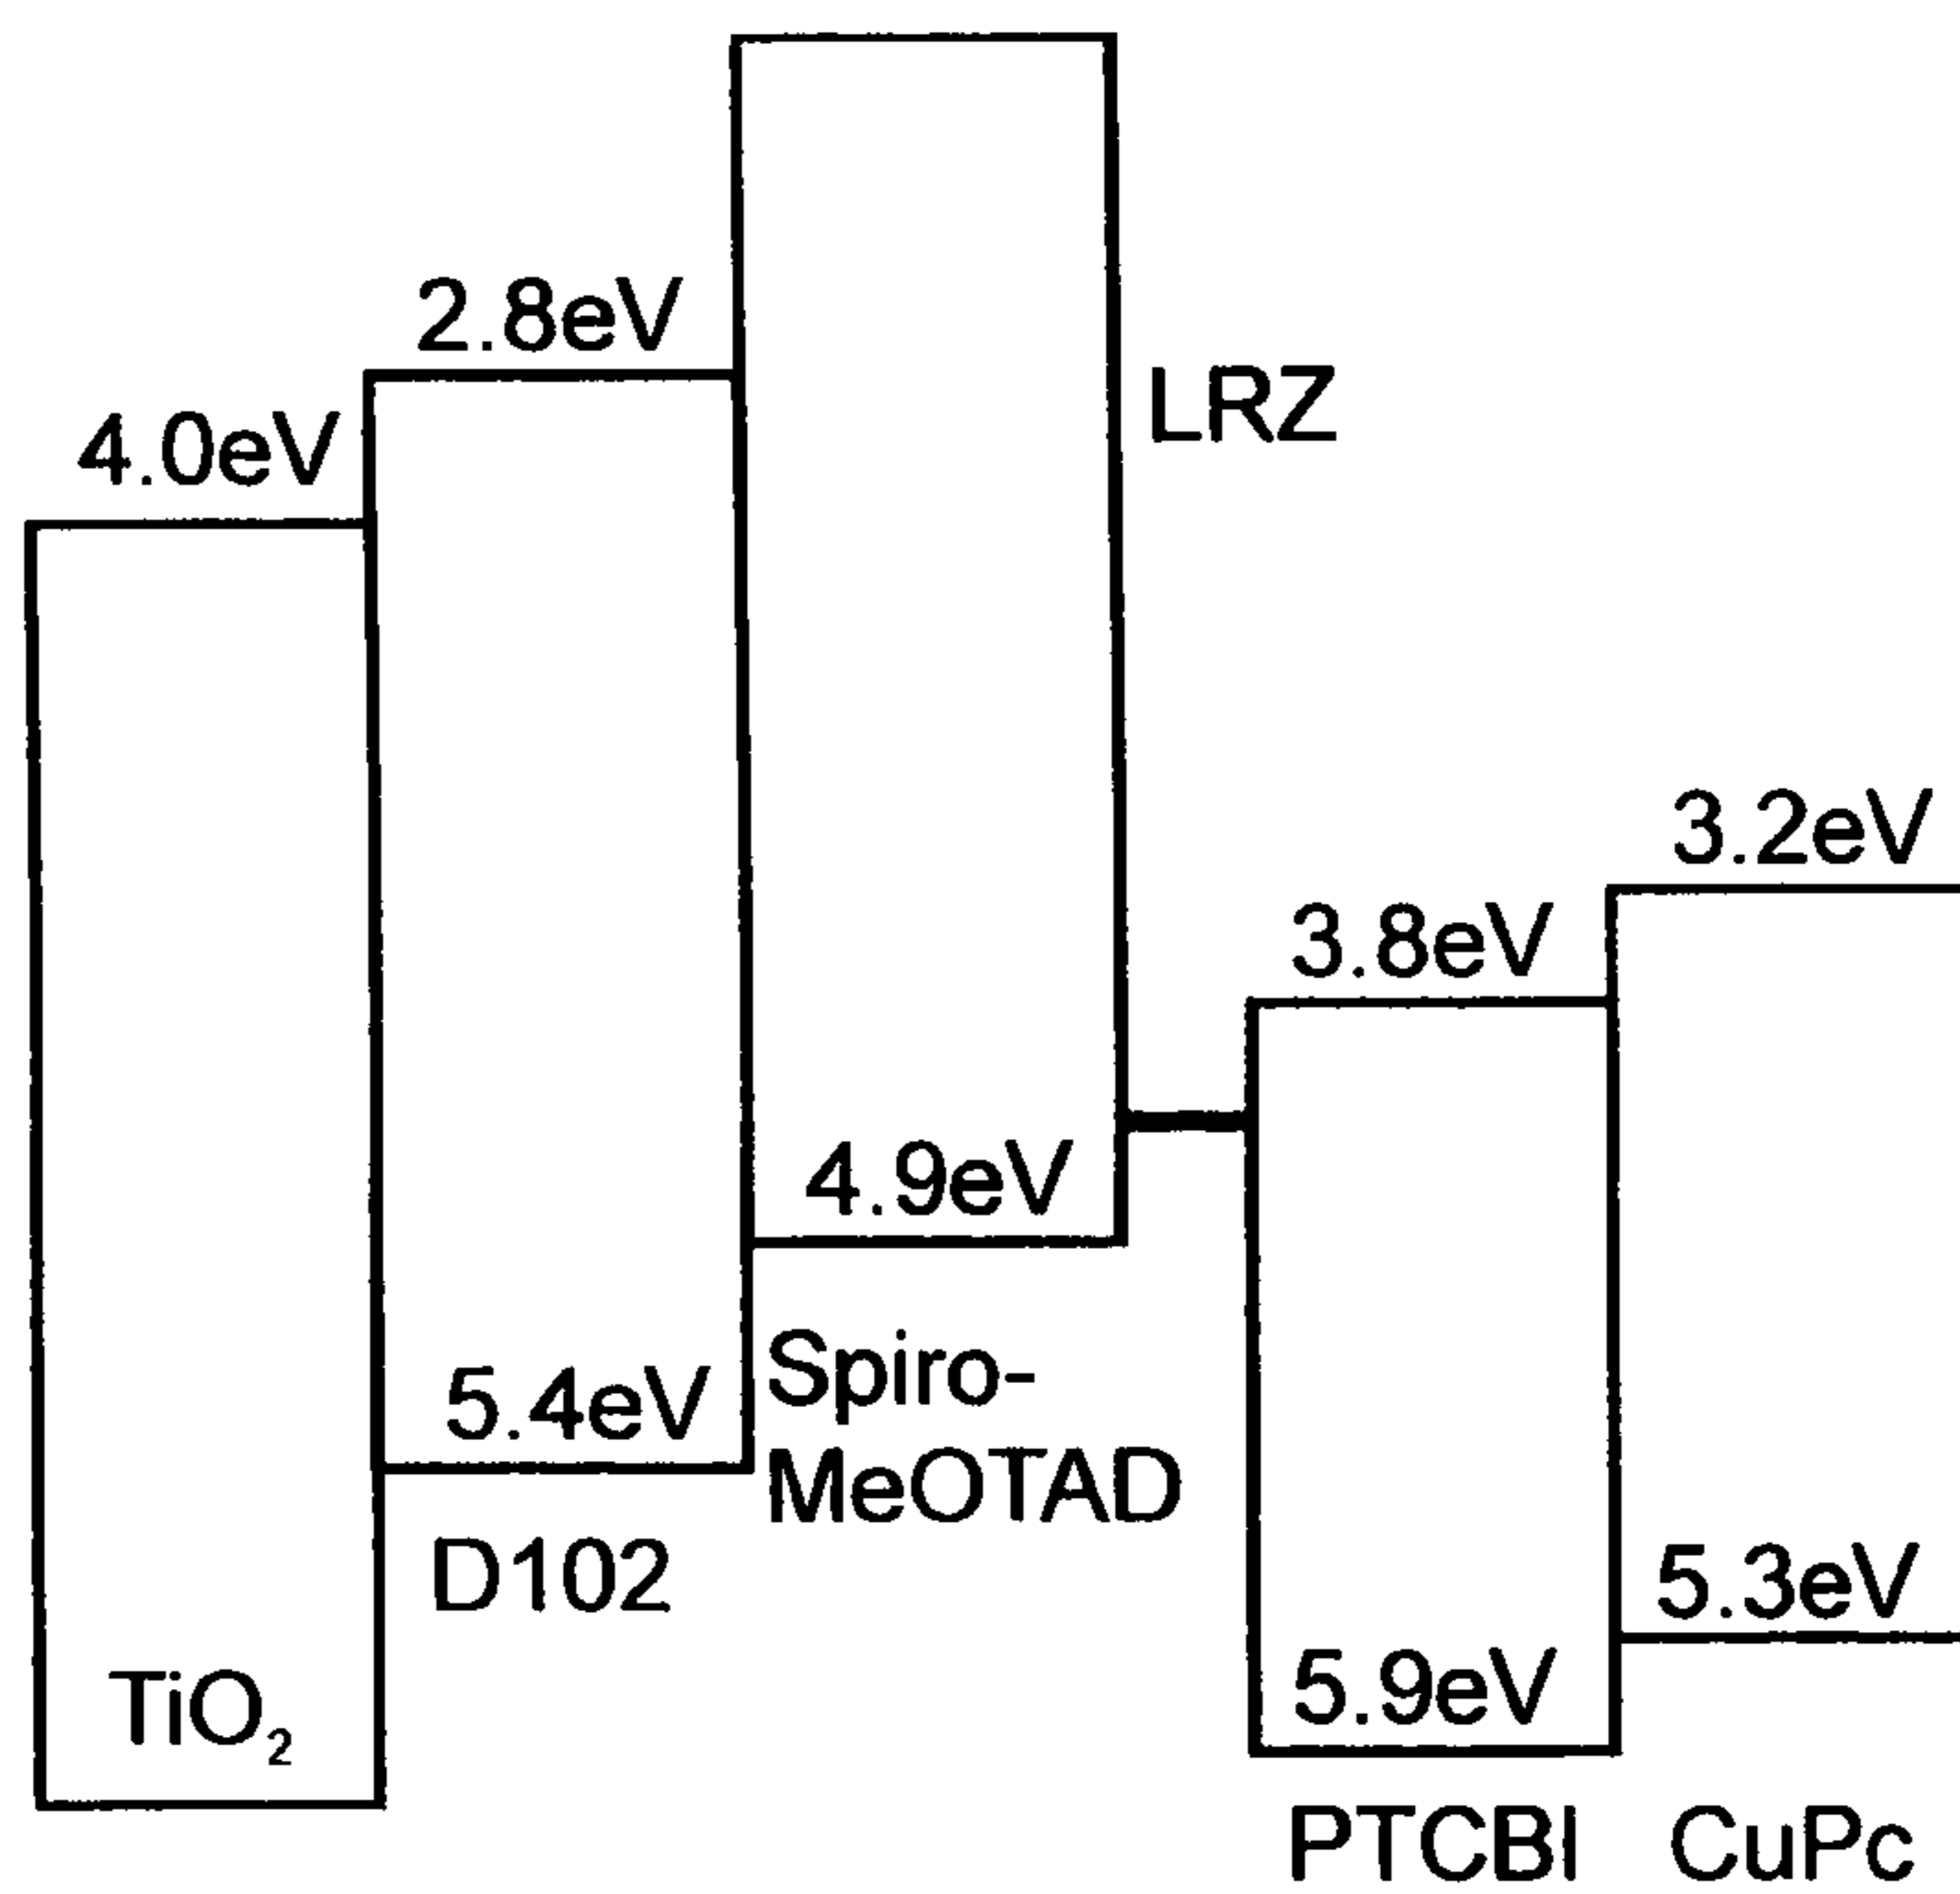 2.8eV
4.0eV
LRZ
3.2eV
3.8eV
4.9eV
Spiro-
MeOTAD
5.4eV
D102
5.3eV
5.9eV
TiO₂
PTCBI
CuPc